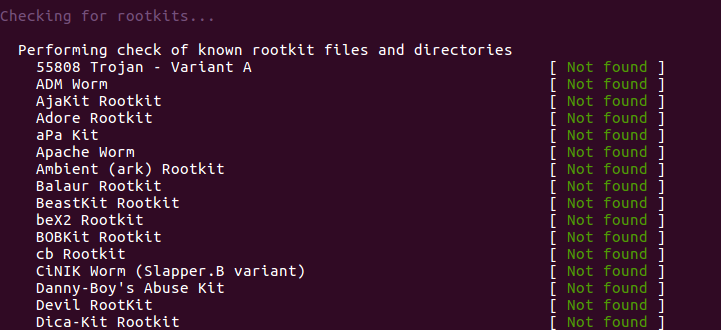 Checking for rootkits...
Performing check of known rootkit files and directories
55808 Trojan - Variant A [ Not found ]
ADM Worm [ Not found ]
AjaKit Rootkit [ Not found ]
Adore Rootkit [ Not found ]
aPa Kit [ Not found ]
Apache Worm [ Not found ]
Ambient (ark) Rootkit [ Not found ]
Balaur Rootkit [ Not found ]
BeastKit Rootkit [ Not found ]
beX2 Rootkit [ Not found ]
BOBKit Rootkit [ Not found ]
cb Rootkit [ Not found ]
CiNIK Worm (Slapper.B variant) [ Not found ]
Danny-Boy's Abuse Kit [ Not found ]
Devil RootKit [ Not found ]
Dica-Kit Rootkit [ Not found ]